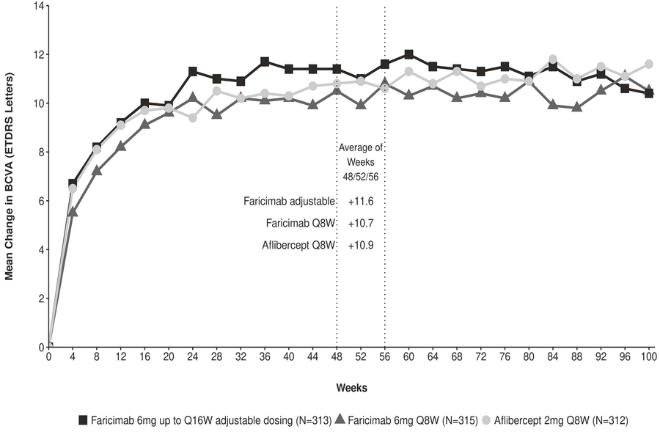 Mean Change in BCVA (ETDRS Letters)
14
12
10
8
6
4
2
0
Average of
Weeks
48/52/56
Faricimab adjustable +11.6
Faricimab Q8W +10.7
Aflibercept Q8W +10.9
0 4 8 12 16 20 24 28 32 36 40 44 48 52 56 60 64 68 72 76 80 84 88 92 96 100
Weeks
Faricimab 6mg up to Q16W adjustable dosing (N=313) Faricimab 6mg Q8W (N=315) Aflibercept 2mg Q8W (N=312)